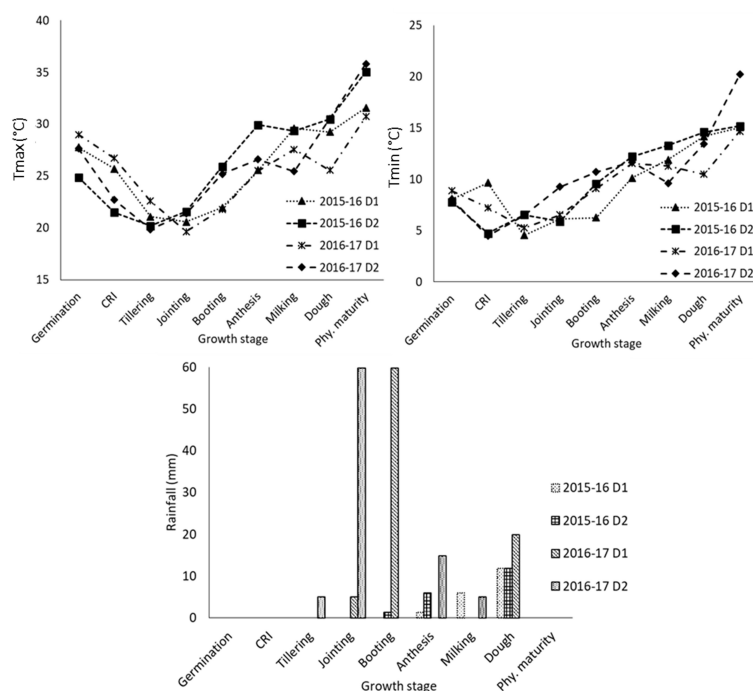 40
35
30
25
20
15
Tmax (°C)
2015-16 D1
2015-16 D2
2016-17 D1
2016-17 D2
Germination
CRI
Tillering
Jointing
Booting
Anthesis
Milking
Dough
Phy. maturity
Growth stage
25
20
15
10
5
0
Tmin (°C)
2015-16 D1
2015-16 D2
2016-17 D1
2016-17 D2
Germination
CRI
Tillering
Jointing
Booting
Anthesis
Milking
Dough
Phy. maturity
Growth stage
60
50
40
30
20
10
0
Rainfall (mm)
2015-16 D1
2015-16 D2
2016-17 D1
2016-17 D2
Germination
CRI
Tillering
Jointing
Booting
Anthesis
Milking
Dough
Phy. maturity
Growth stage